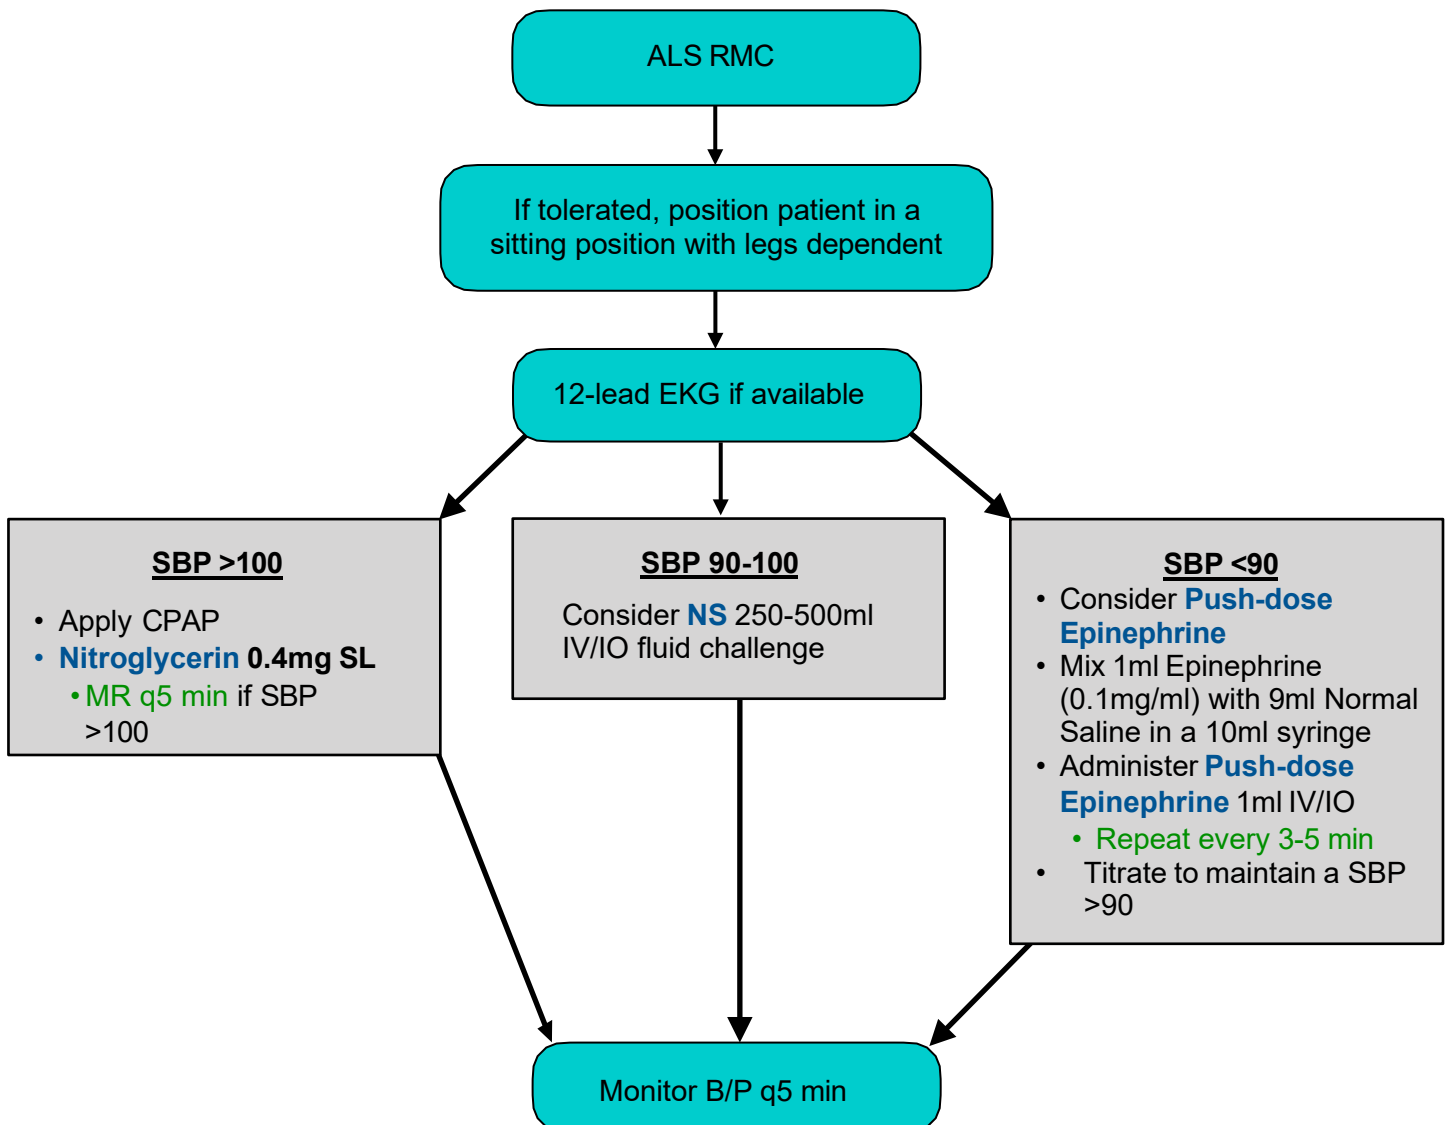 ALS RMC
If tolerated, position patient in a
sitting position with legs dependent
12-lead EKG if available
SBP >100
• Apply CPAP
• Nitroglycerin 0.4mg SL
• MR q5 min if SBP
>100
SBP 90-100
Consider NS 250-500ml
IV/IO fluid challenge
SBP <90
• Consider Push-dose
Epinephrine
• Mix 1ml Epinephrine
(0.1mg/ml) with 9ml Normal
Saline in a 10ml syringe
• Administer Push-dose
Epinephrine 1ml IV/IO
• Repeat every 3-5 min
• Titrate to maintain a SBP
>90
Monitor B/P q5 min